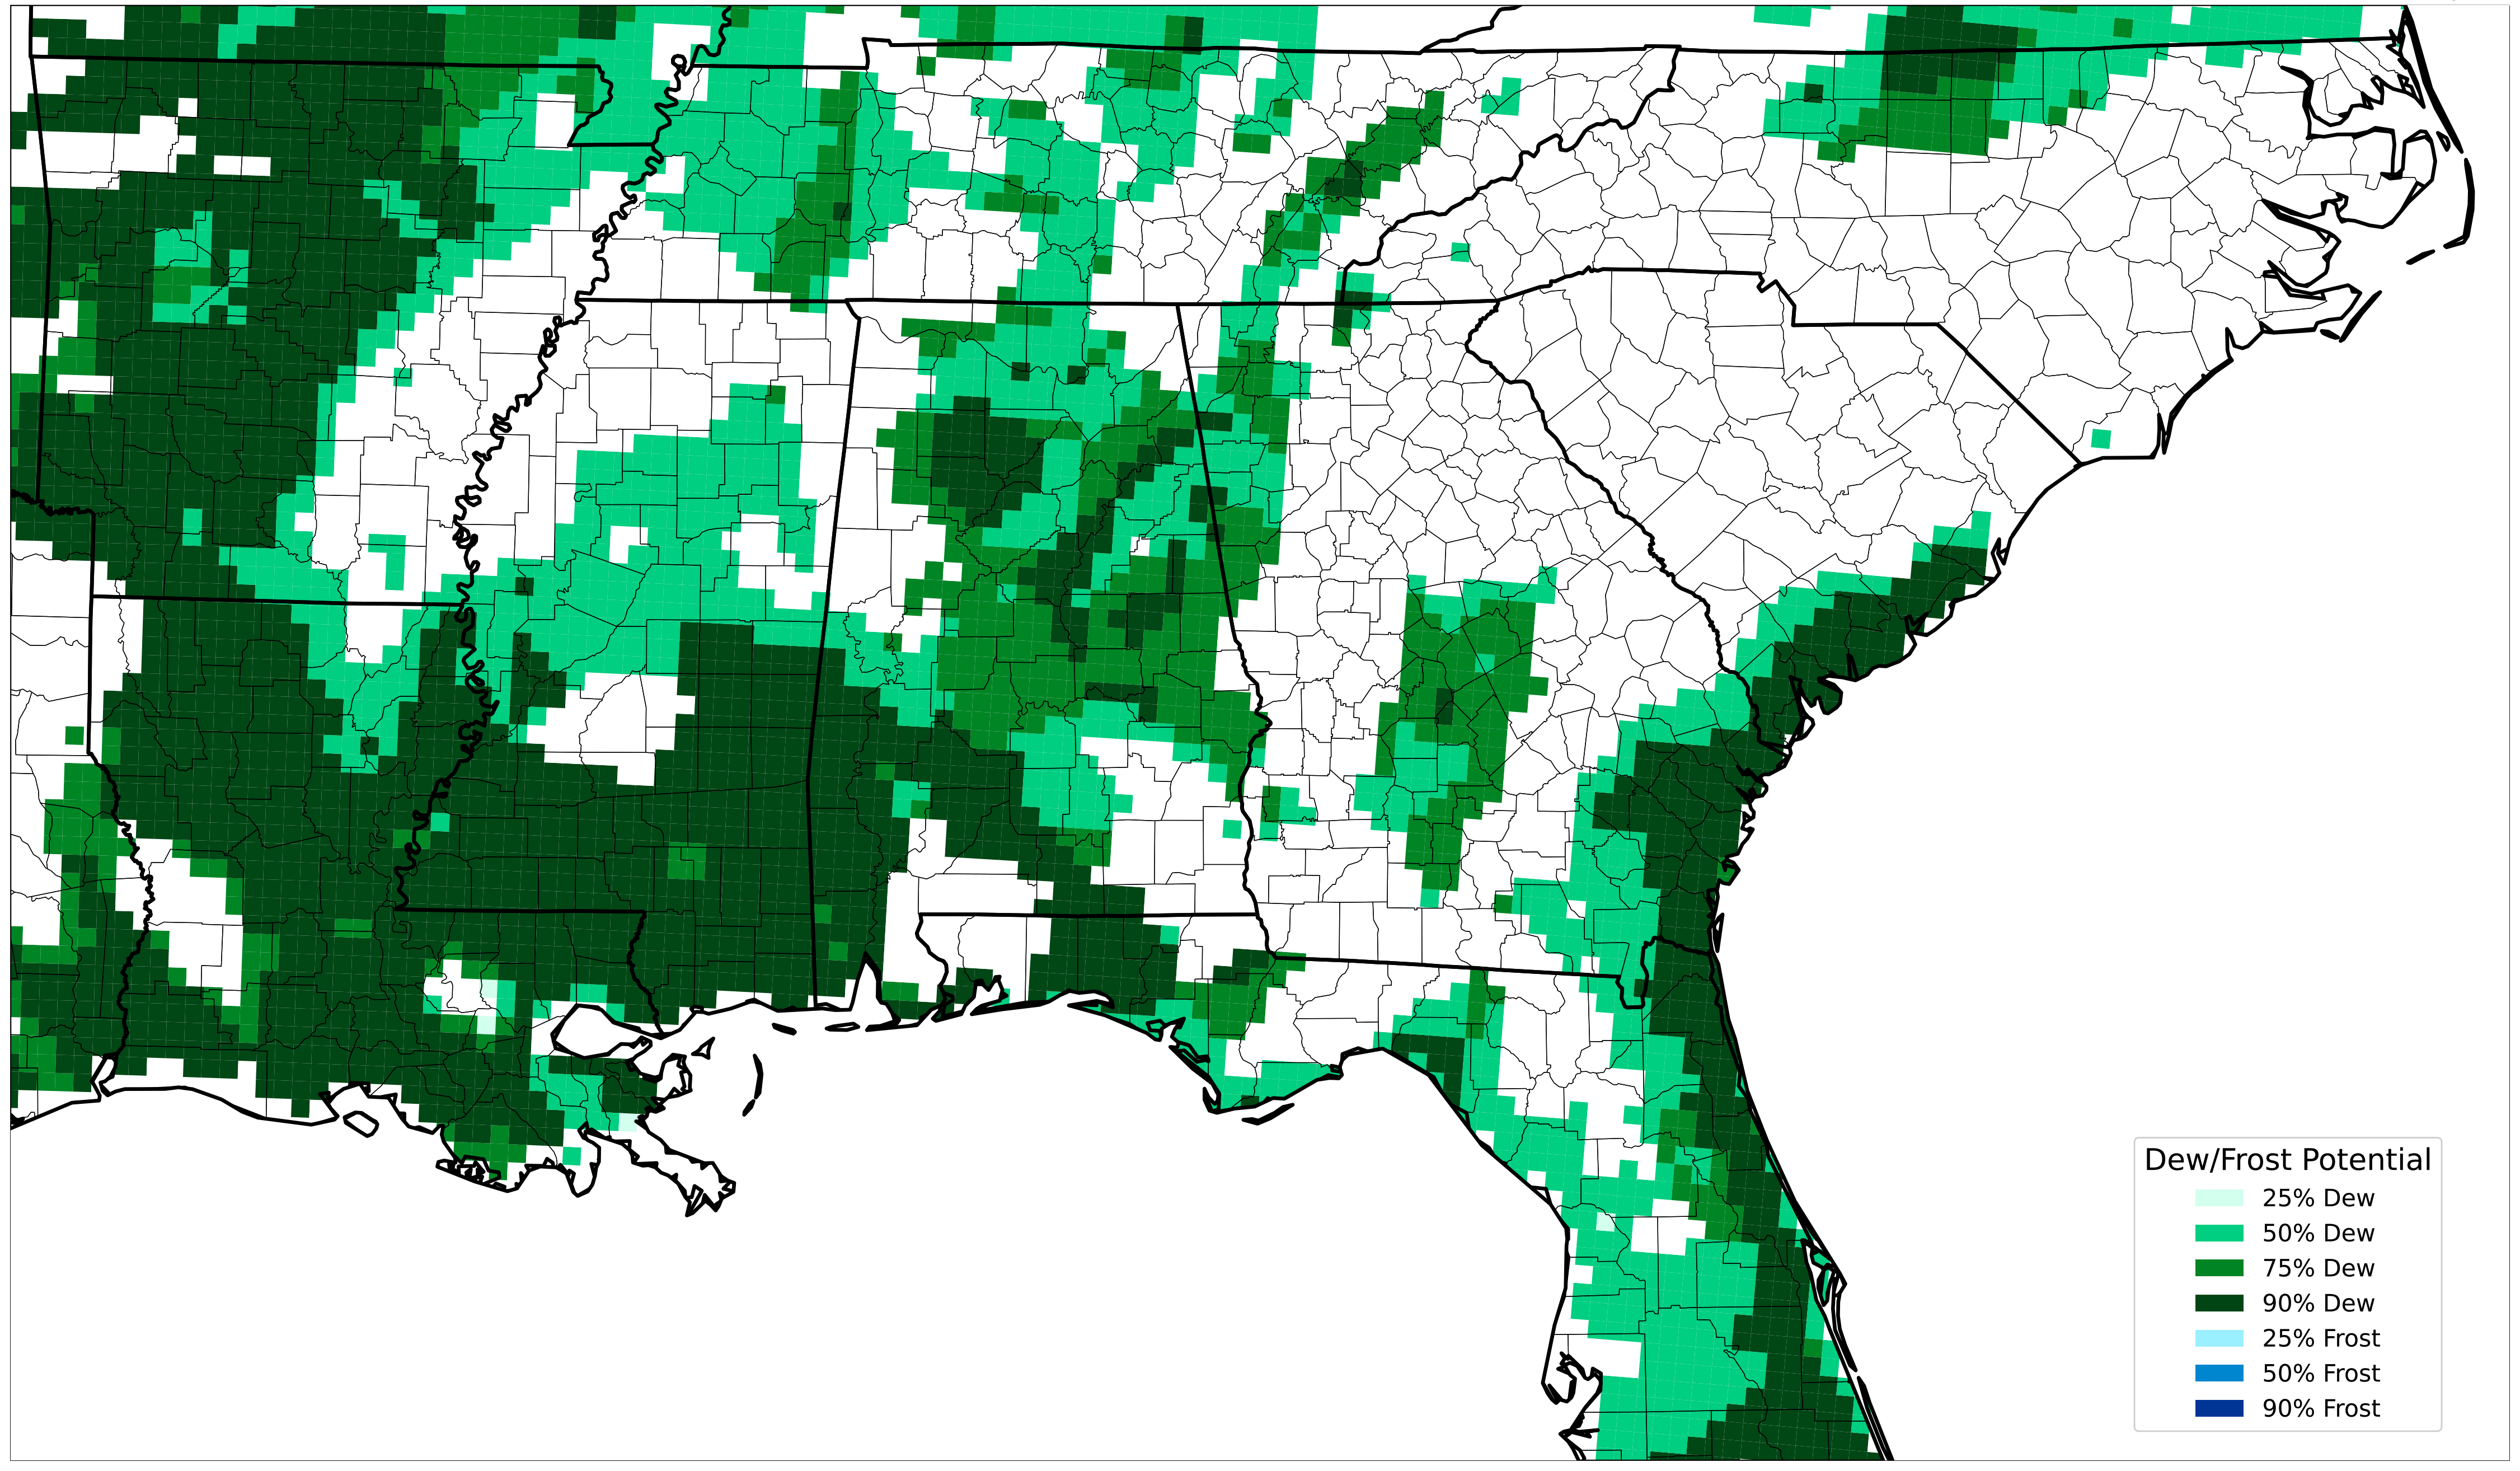 Dew/Frost Potential
25% Dew
50% Dew
75% Dew
90% Dew
25% Frost
50% Frost
90% Frost